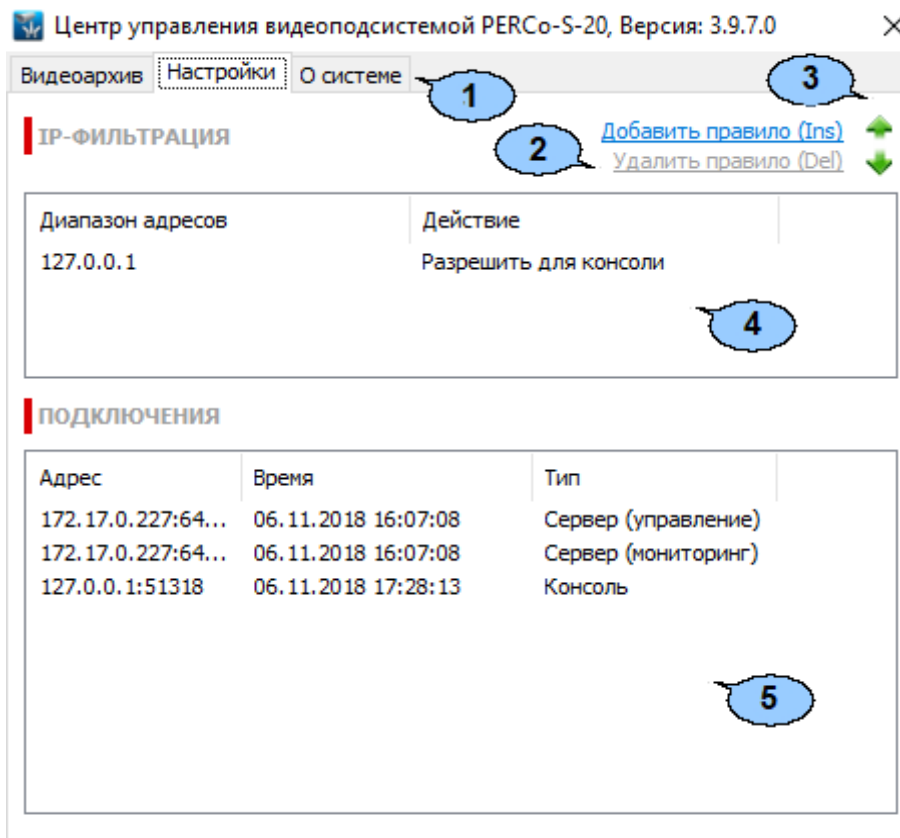 Центр управления видеоподсистемой PERCo-S-20, Версия: 3.9.7.0
Видеоархив Настройки О системе
1
3
IP-ФИЛЬТРАЦИЯ
Добавить правило (Ins)
2
Удалить правило (Del)
Диапазон адресов Действие
127.0.0.1 Разрешить для консоли
4
ПОДКЛЮЧЕНИЯ
Адрес Время Тип
172.17.0.227:64... 06.11.2018 16:07:08 Сервер (управление)
172.17.0.227:64... 06.11.2018 16:07:08 Сервер (мониторинг)
127.0.0.1:51318 06.11.2018 17:28:13 Консоль
5